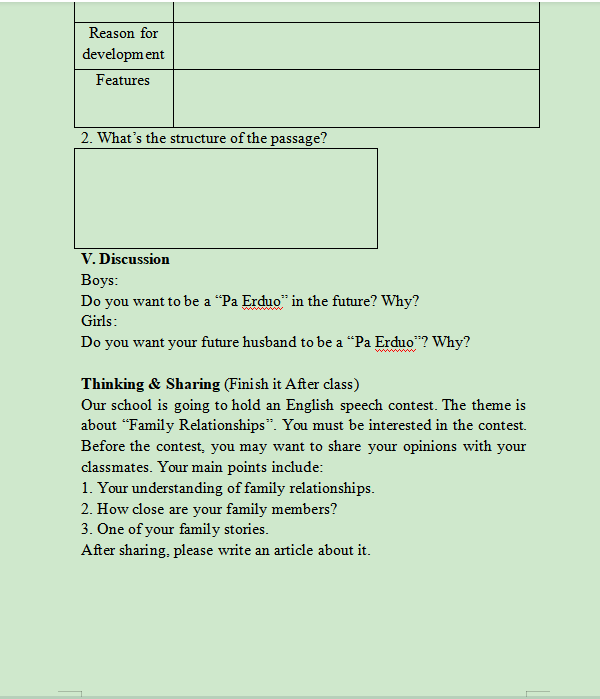 Reason for
development
Features
2. What’s the structure of the passage?
V. Discussion
Boys:
Do you want to be a “Pa Erduo” in the future? Why?
Girls:
Do you want your future husband to be a “Pa Erduo”? Why?
Thinking & Sharing (Finish it After class)
Our school is going to hold an English speech contest. The theme is
about “Family Relationships”. You must be interested in the contest.
Before the contest, you may want to share your opinions with your
classmates. Your main points include:
1. Your understanding of family relationships.
2. How close are your family members?
3. One of your family stories.
After sharing, please write an article about it.